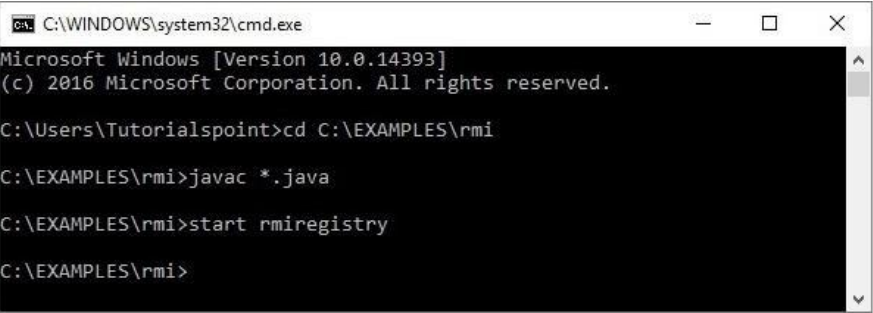 C:\WINDOWS\system32\cmd.exe
Microsoft Windows [Version 10.0.14393]
(c) 2016 Microsoft Corporation. All rights reserved.
C:\Users\Tutorialspoint>cd C:\EXAMPLES\rmi
C:\EXAMPLES\rmi>javac *.java
C:\EXAMPLES\rmi>start rmiregistry
C:\EXAMPLES\rmi>